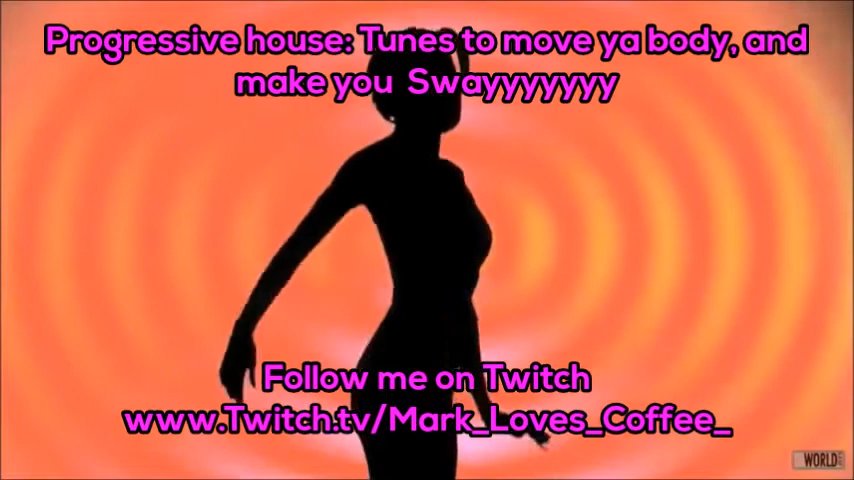 Progressive house: Tunes to move ya body, and
make you Swayyyyyyy
Follow me on Twitch
www.Twitch.tv/Mark_Loves_Coffee_
WORLD